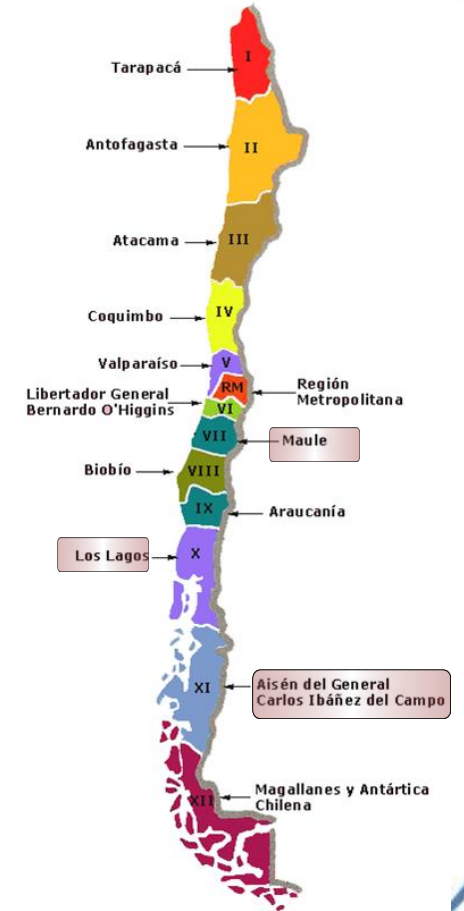 I
Tarapacá
Antofagasta
II
Atacama
III
IV
Coquimbo
V
Valparaíso
RM
Región
Metropolitana
Libertador General
Bernardo O'Higgins
VI
VII
Maule
Biobío
VIII
IX
Araucanía
Los Lagos
X
XI
Aisén del General
Carlos Ibáñez del Campo
XII
Magallanes y Antártica
Chilena